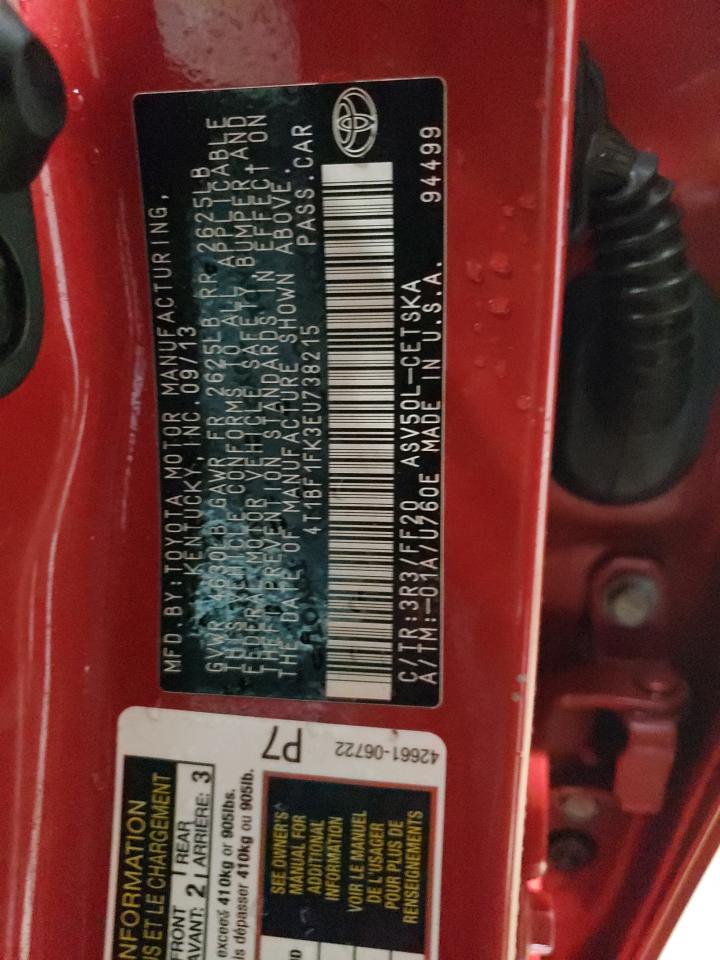 MFD. BY: TOYOTA MOTOR MANUFACTURING,
KENTUCKY, INC. 09/13
GVWR 4630LB GAWR FR 2625LB RR 2625LB
THIS VEHICLE CONFORMS TO ALL APPLICABLE
FEDERAL MOTOR VEHICLE SAFETY, BUMPER, AND
THEFT PREVENTION STANDARDS IN EFFECT ON
THE DATE OF MANUFACTURE SHOWN ABOVE.
4T1BF1FK3EU738215 PASS. CAR
C/TR:3R3/FF20 ASV50L-CETSKA
A/TM:-01A/U760E MADE IN U.S.A. 94499
P7
42661-06722
INFORMATION
S ET LE CHARGEMENT
FRONT 2 REAR 3
AVANT: ARRIÈRE:
exceed 410kg or 905lbs.
is dépasser 410kg ou 905lb.
SEE OWNER'S
MANUAL FOR
ADDITIONAL
INFORMATION
VOIR LE MANUEL
DE L'USAGER
POUR PLUS DE
RENSEIGNEMENTS